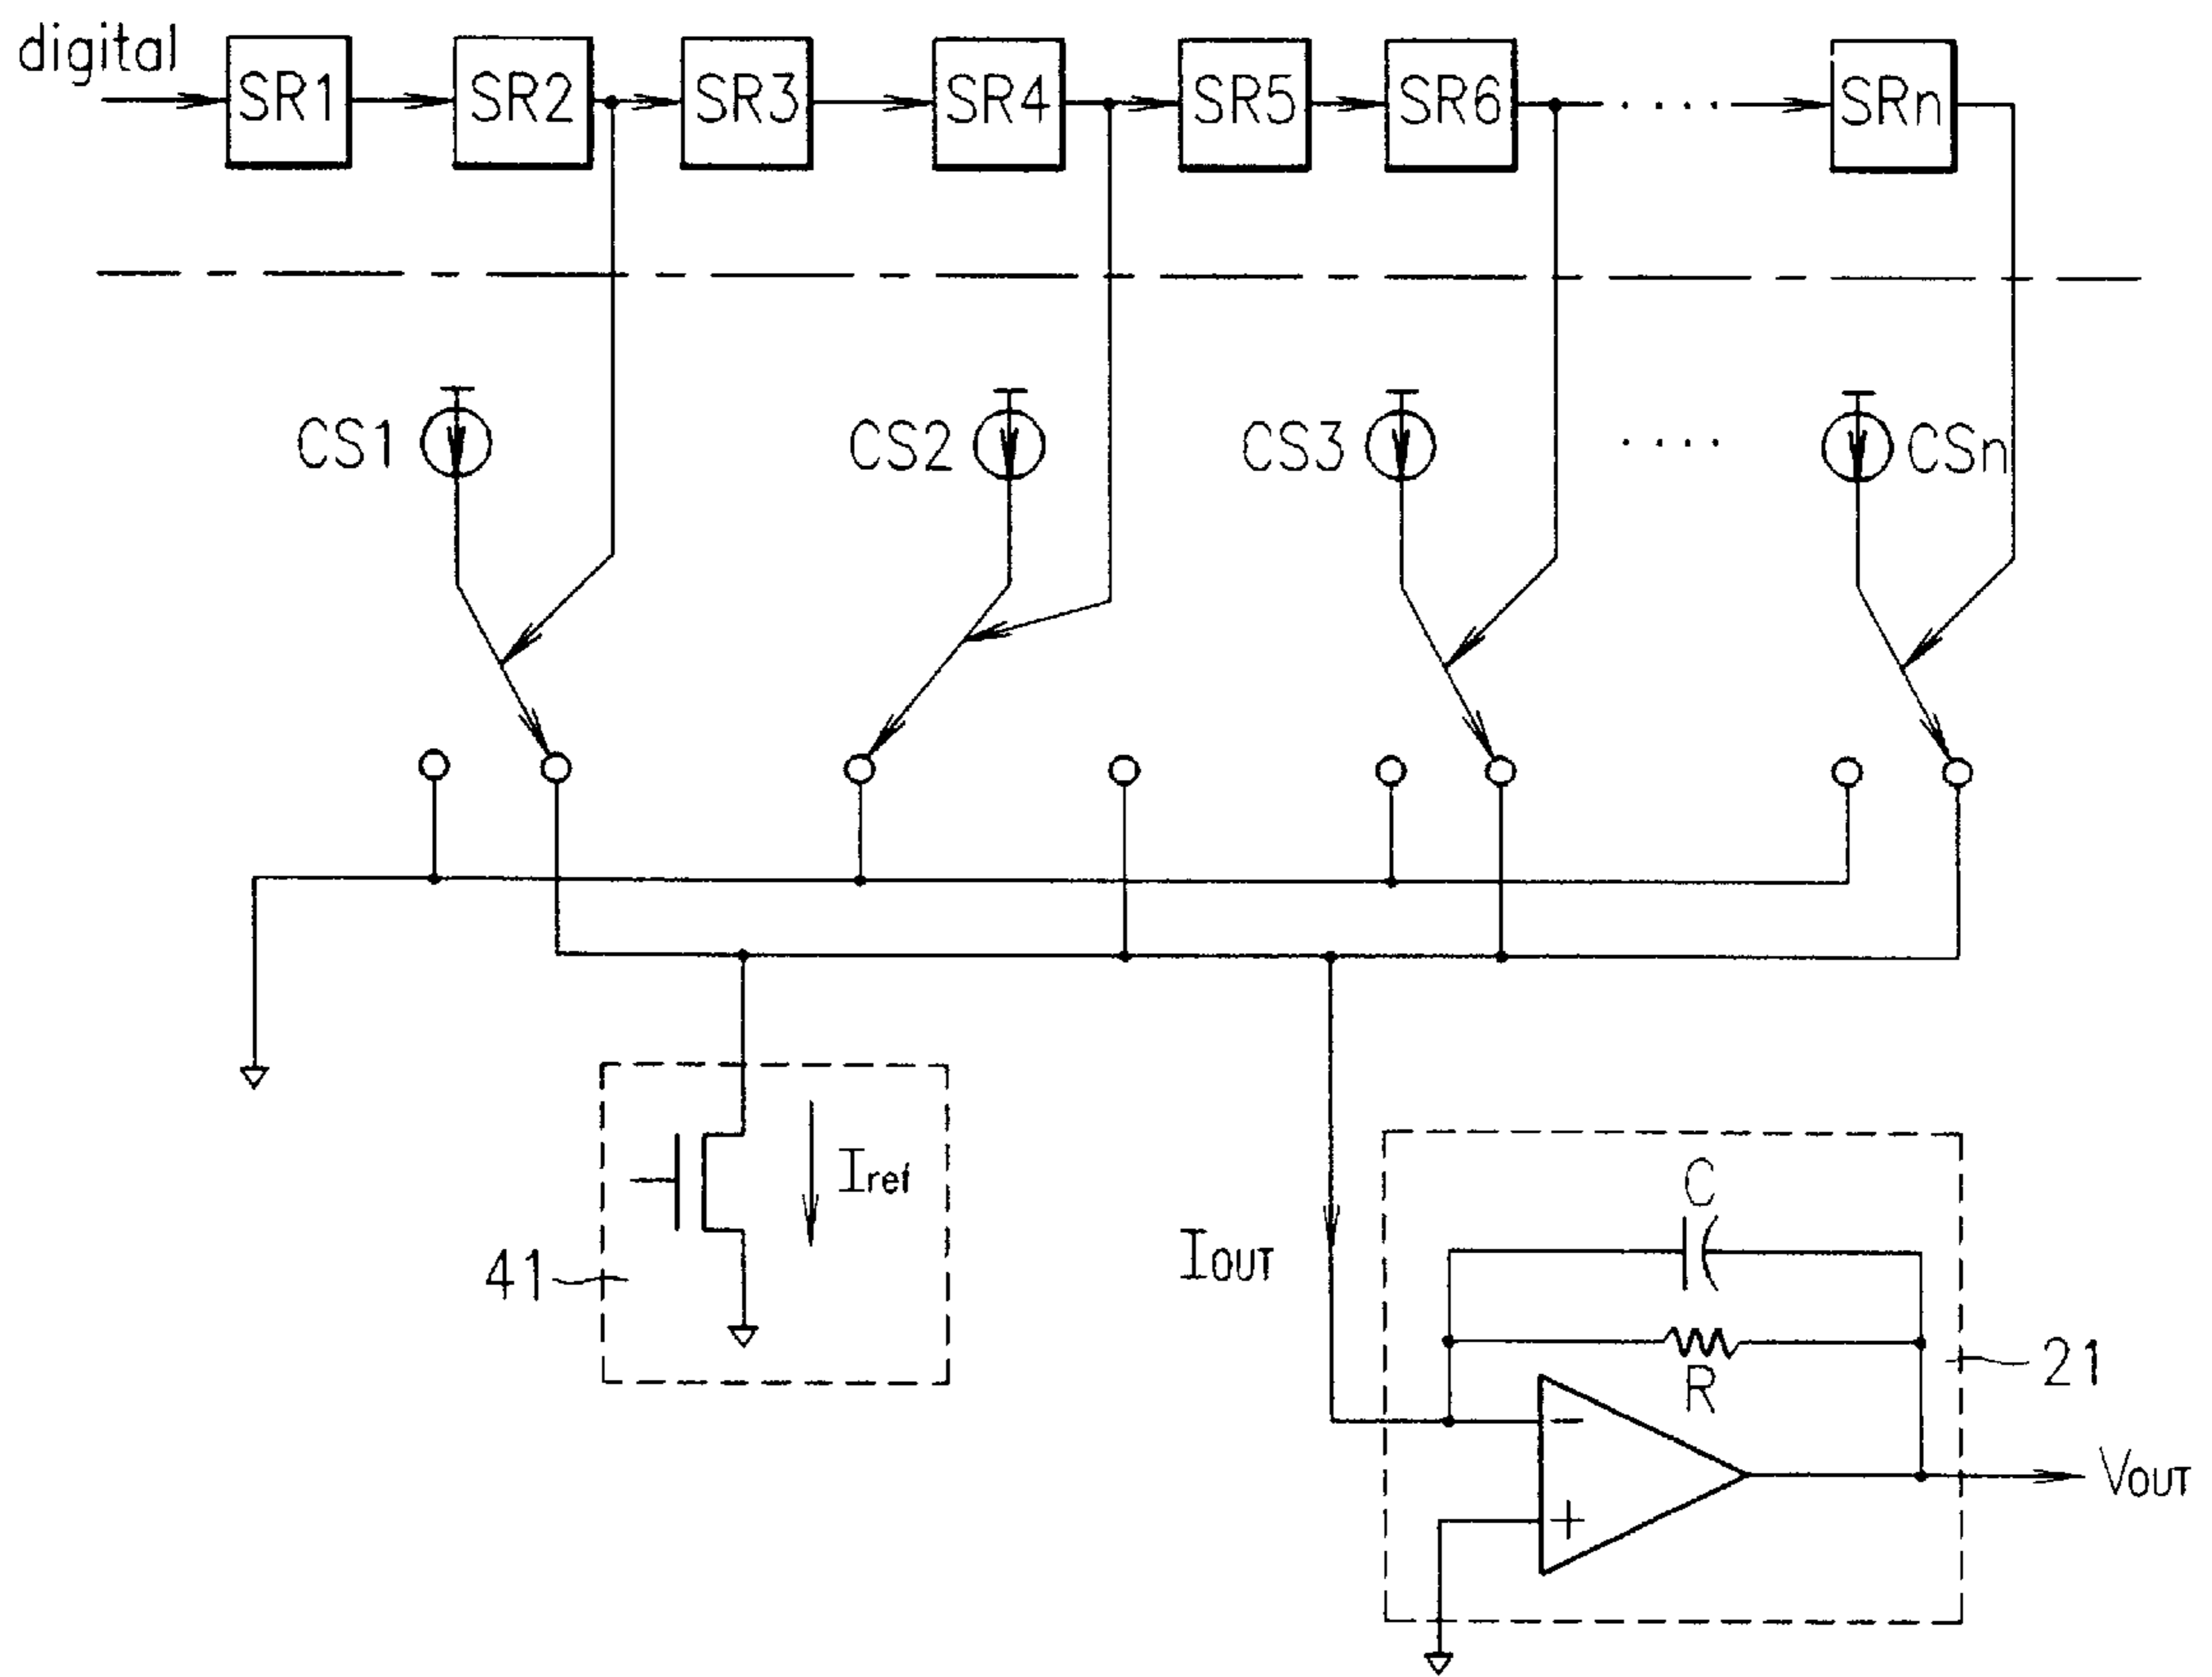 digital
SR1 SR2 SR3 SR4 SR5 SR6 .... SRn
CS1 CS2 CS3 .... CSn
Iref
41
IOUT
C
R
21
−
+
VOUT